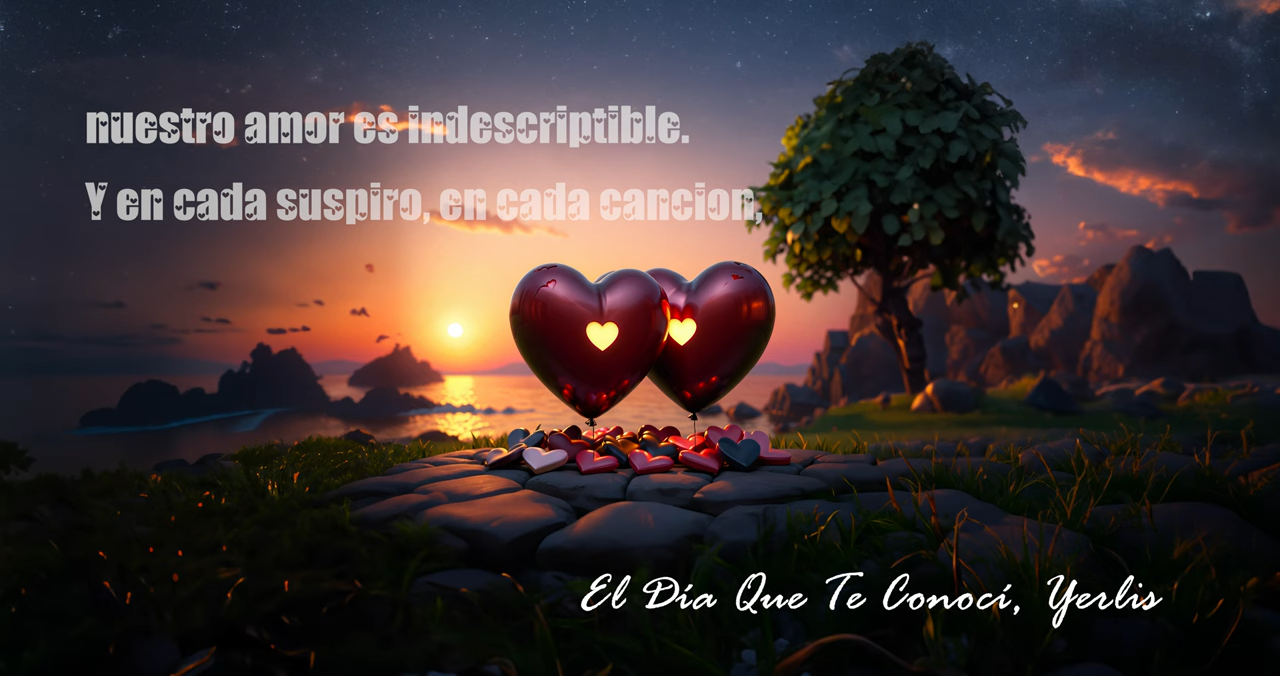 nuestro amor es indescriptible.
Y en cada suspiro, en cada cancion,
El Día Que Te Conocí, Yerlis